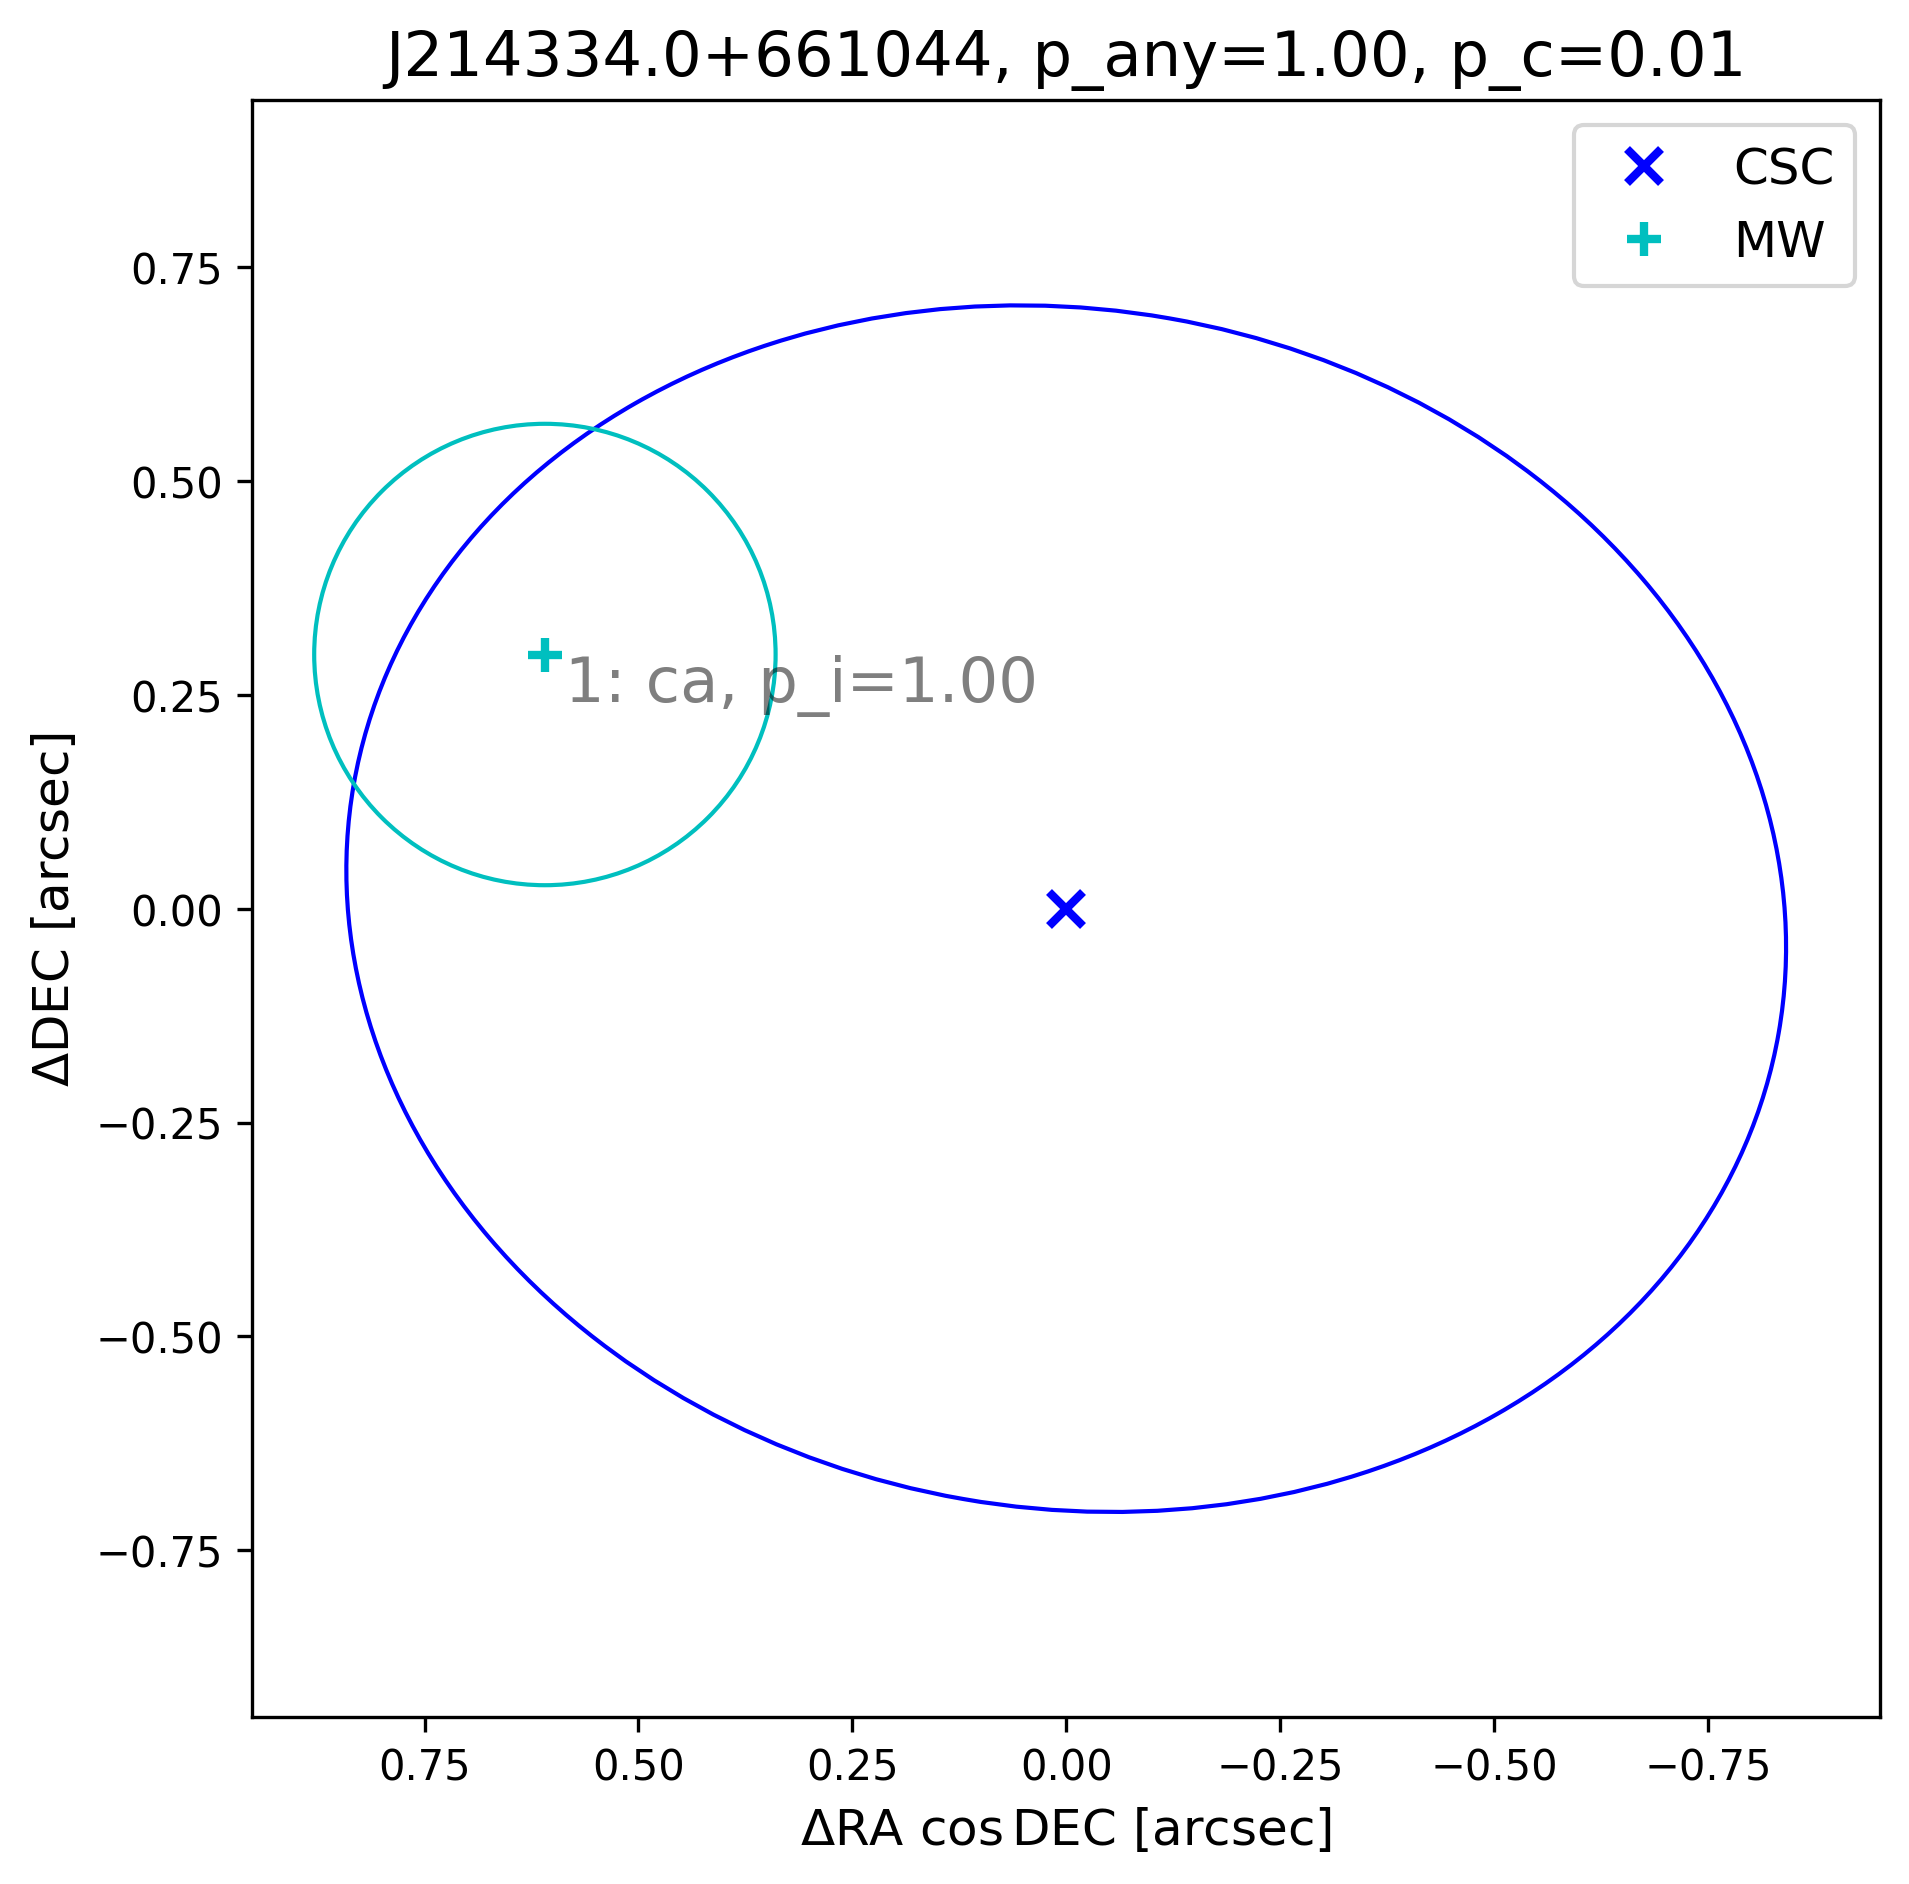 J214334.0+661044, p_any=1.00, p_c=0.01
CSC
MW
1: ca, p_i=1.00
ΔDEC [arcsec]
0.75
0.50
0.25
0.00
−0.25
−0.50
−0.75
0.75 0.50 0.25 0.00 −0.25 −0.50 −0.75
ΔRA cos DEC [arcsec]